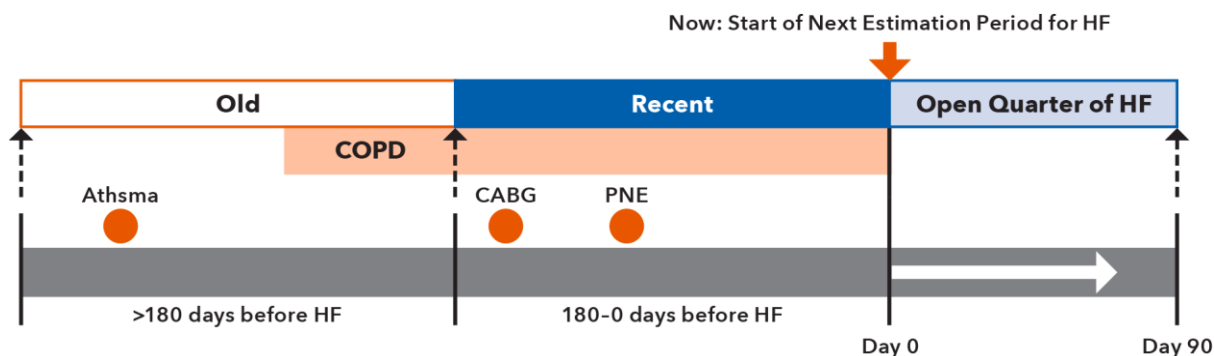 Now: Start of Next Estimation Period for HF
Old
Recent
Open Quarter of HF
COPD
Athsma
CABG
PNE
>180 days before HF
180–0 days before HF
Day 0
Day 90